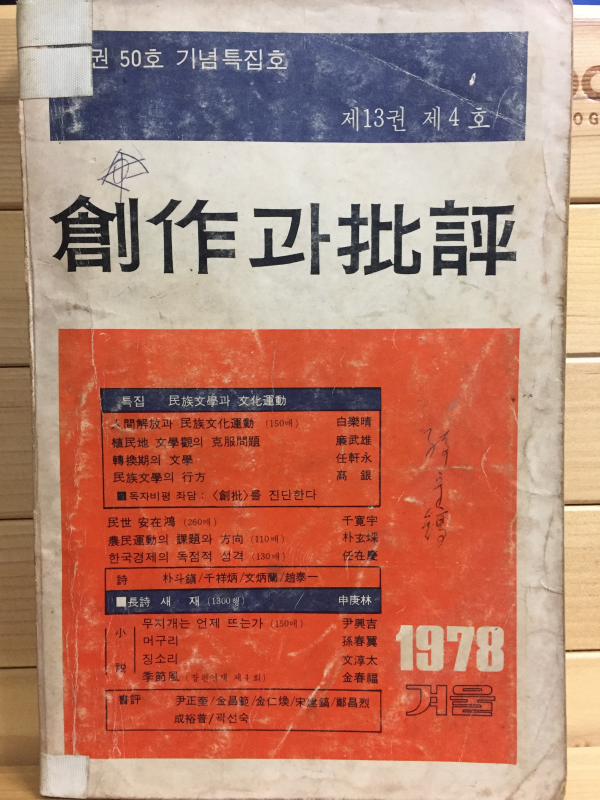 권 50호 기념특집호
제13권 제4호
創作과批評
특집 民族文學과 文化運動
人間解放과 民族文化運動 (150매) 白樂晴
植民地 文學觀의 克服問題 廉武雄
轉換期의 文學 任軒永
民族文學의 行方 高銀
■독자비평 좌담: 〈創批〉를 진단한다
民世 安在鴻 (260매) 千寬宇
農民運動의 課題와 方向 (110매) 朴玄埰
한국경제의 독점적 성격 (130매) 任在慶
詩 朴斗鎭/千祥炳/文炳蘭/趙泰一
■長詩 새 재 (1300행) 申庚林
小說
무지개는 언제 뜨는가 (150매) 尹興吉
머구리 孫春翼
징소리 文淳太
季節風 (장편연재 제4회) 金春福
書評 尹正奎/金昌範/金仁煥/宋建鎬/鄭昌烈
成裕普/곽선숙
1978
겨울